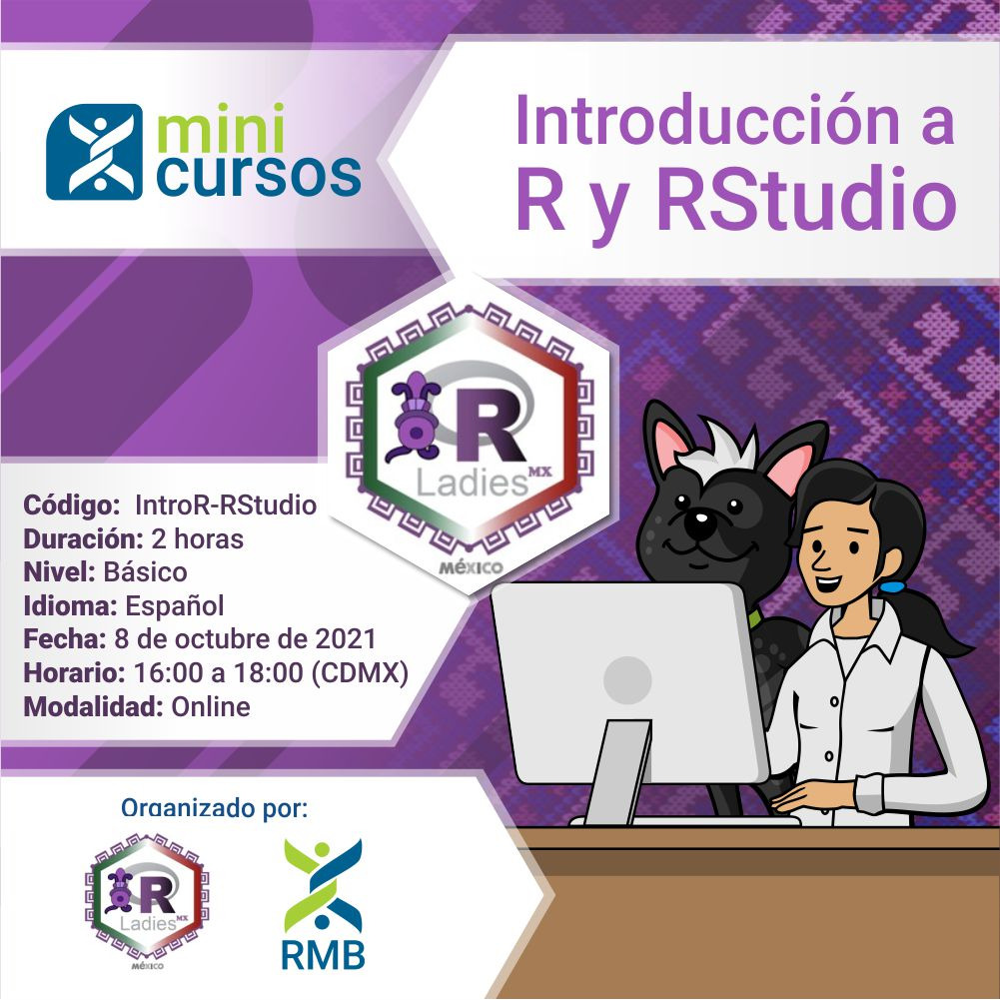 mini
cursos
Introducción a
R y RStudio
R
Ladies MX
México
Código: IntroR-RStudio
Duración: 2 horas
Nivel: Básico
Idioma: Español
Fecha: 8 de octubre de 2021
Horario: 16:00 a 18:00 (CDMX)
Modalidad: Online
Organizado por:
R
Ladies MX
México
RMB